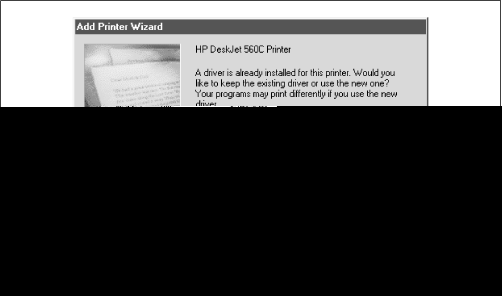 Add Printer Wizard
HP DeskJet 560C Printer
A driver is already installed for this printer. Would you
like to keep the existing driver or use the new one?
Your programs may print differently if you use the new
driver